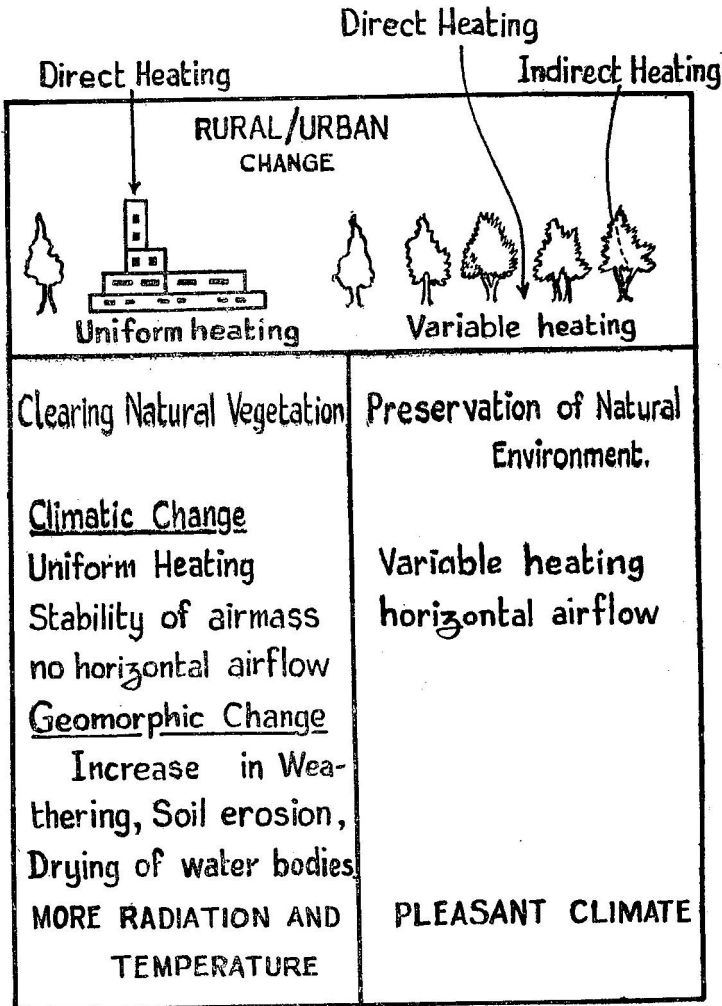 Direct Heating
Direct Heating
Indirect Heating
RURAL/URBAN
CHANGE
Uniform heating
Variable heating
Clearing Natural Vegetation
Climatic Change
Uniform Heating
Stability of airmass
no horizontal airflow
Geomorphic Change
Increase in Wea-
thering, Soil erosion,
Drying of water bodies
MORE RADIATION AND
TEMPERATURE
Preservation of Natural
Environment.
Variable heating
horizontal airflow
PLEASANT CLIMATE